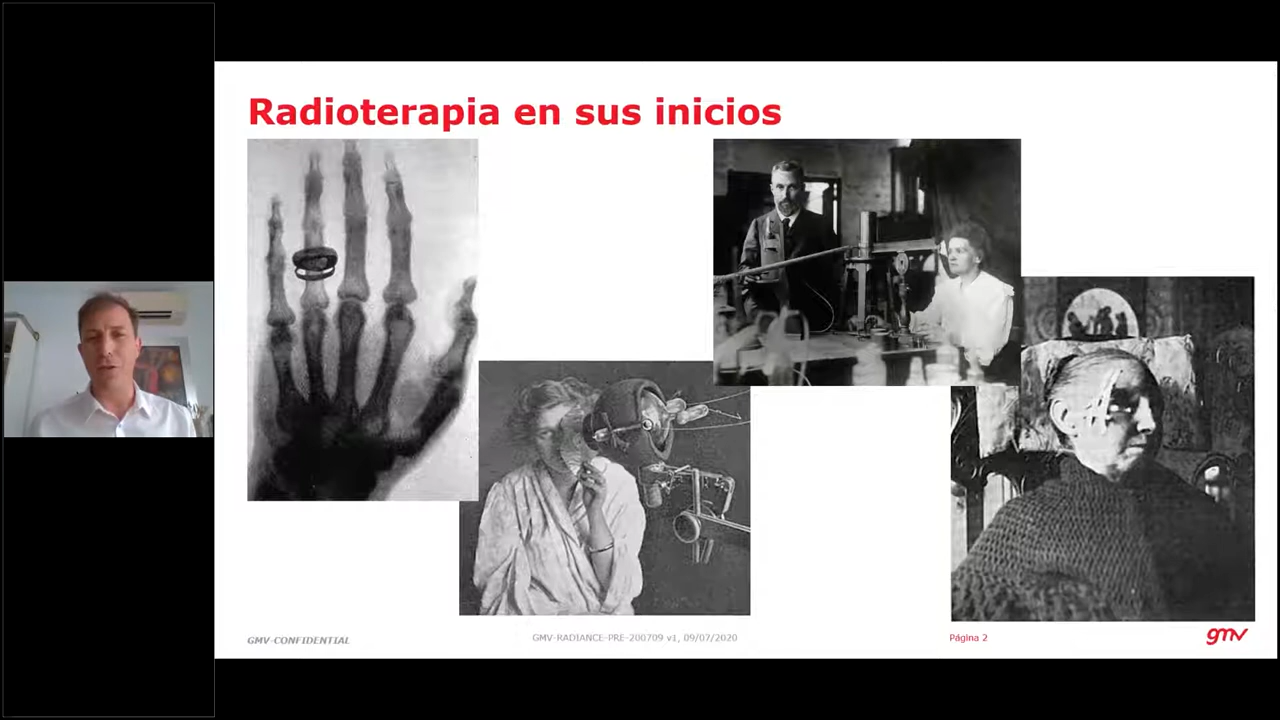 Radioterapia en sus inicios
GMV-CONFIDENTIAL
GMV-RADIANCE-PRE-200709 v1, 09/07/2020
Página 2
gmv